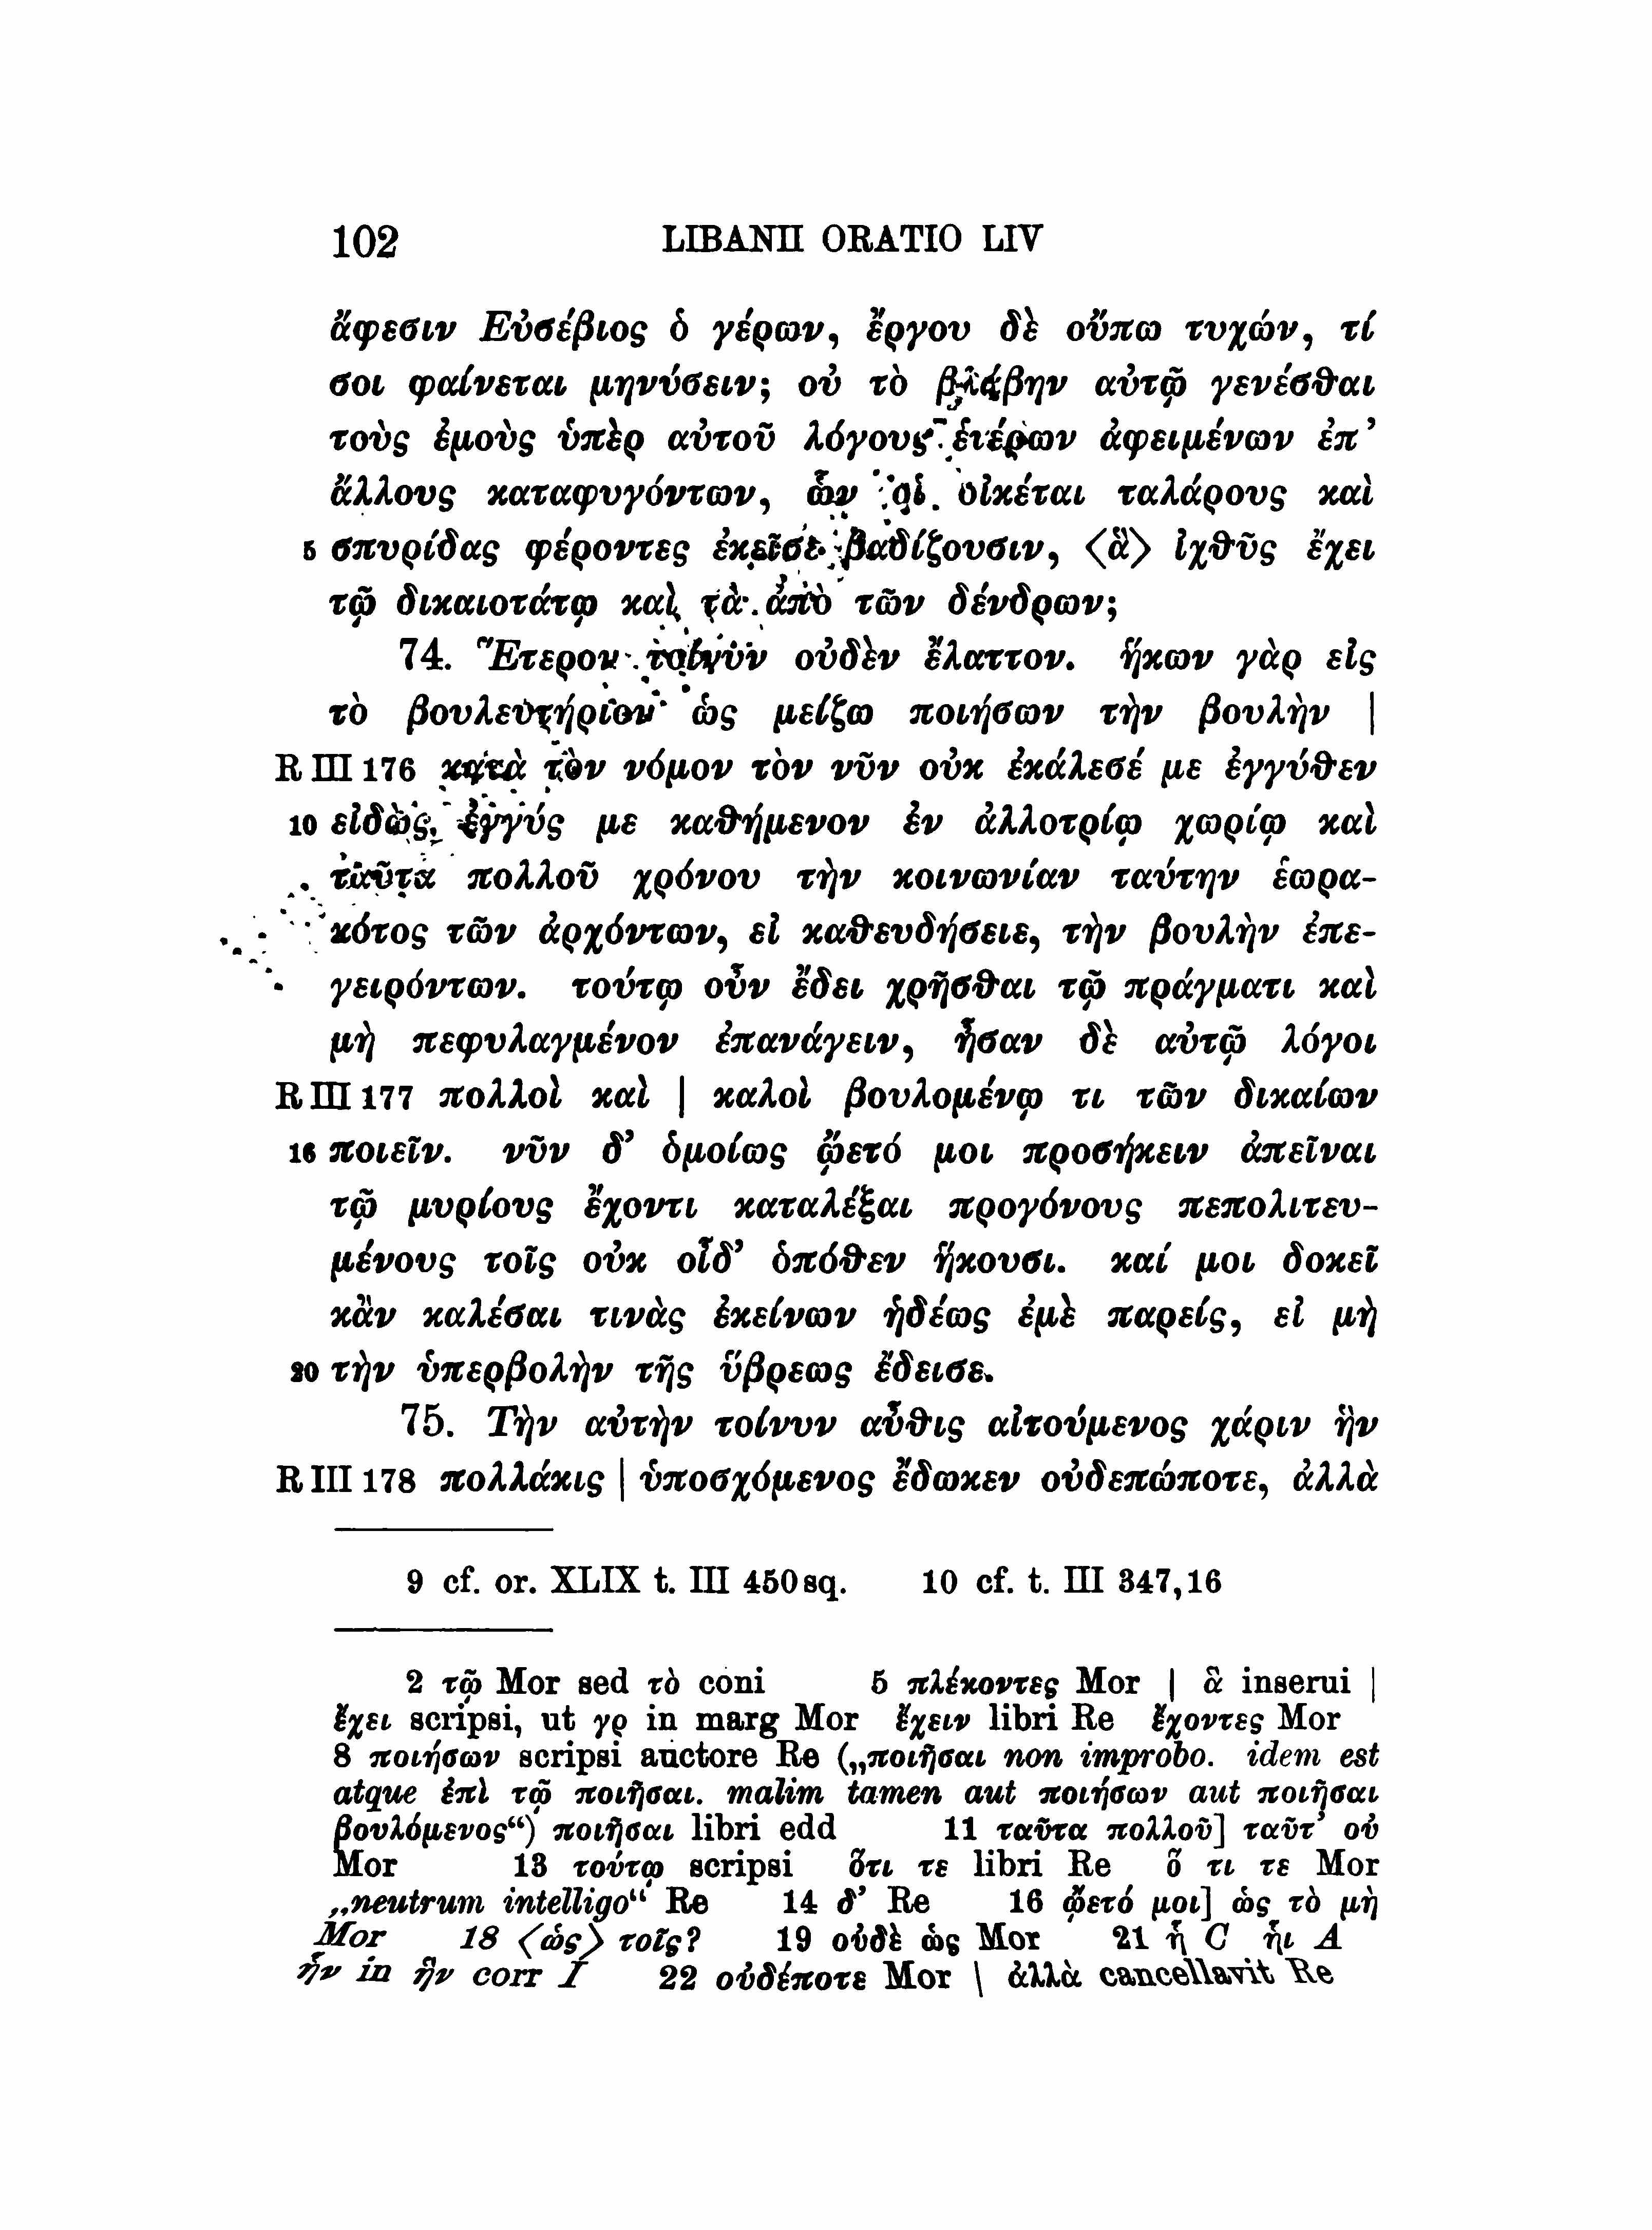 102 LIBANII ORATIO LIV
ἄφεσιν Εὐσέβιος ὁ γέρων, ἔργου δὲ οὔπω τυχών, τί
σοι φαίνεται μηνύσειν; οὐ τὸ βλάβην αὐτῷ γενέσθαι
τοὺς ἐμοὺς ὑπὲρ αὐτοῦ λόγους ἑτέρων ἀφειμένων ἐπ’
ἄλλους καταφυγόντων, ὧν οἱ οἰκέται ταλάρους καὶ
5 σπυρίδας φέροντες ἐκεῖσε βαδίζουσιν, ⟨ἃ⟩ ἰχθῦς ἔχει
τῷ δικαιοτάτῳ καὶ τὰ ἀπὸ τῶν δένδρων;
74. Ἕτερον τοίνυν οὐδὲν ἔλαττον. ἥκων γὰρ εἰς
τὸ βουλευτήριον ὡς μείζω ποιήσων τὴν βουλὴν |
R III 176 κατὰ τὸν νόμον τὸν νῦν οὐκ ἐκάλεσέ με ἐγγύθεν
10 εἰδὼς, ἐγγύς με καθήμενον ἐν ἀλλοτρίῳ χωρίῳ καὶ
ταῦτα πολλοῦ χρόνου τὴν κοινωνίαν ταύτην ἑωρα-
κότος τῶν ἀρχόντων, εἰ καθευδήσειε, τὴν βουλὴν ἐπε-
γειρόντων. τούτῳ οὖν ἔδει χρῆσθαι τῷ πράγματι καὶ
μὴ πεφυλαγμένον ἐπανάγειν, ἦσαν δὲ αὐτῷ λόγοι
R III 177 πολλοὶ καὶ | καλοὶ βουλομένῳ τι τῶν δικαίων
16 ποιεῖν. νῦν δ’ ὁμοίως ᾤετό μοι προσήκειν ἀπεῖναι
τῷ μυρίους ἔχοντι καταλέξαι προγόνους πεπολιτευ-
μένους τοῖς οὐκ οἶδ’ ὁπόθεν ἥκουσι. καί μοι δοκεῖ
κἂν καλέσαι τινὰς ἐκείνων ἡδέως ἐμὲ παρείς, εἰ μὴ
20 τὴν ὑπερβολὴν τῆς ὕβρεως ἔδεισε.
75. Τὴν αὐτὴν τοίνυν αὖθις αἰτούμενος χάριν ἣν
R III 178 πολλάκις | ὑποσχόμενος ἔδωκεν οὐδεπώποτε, ἀλλὰ
9 cf. or. XLIX t. III 450 sq. 10 cf. t. III 347,16
2 τῷ Mor sed τὸ coni 5 πλέκοντες Mor | ἃ inserui |
ἔχει scripsi, ut γρ in marg Mor ἔχειν libri Re ἔχοντες Mor
8 ποιήσων scripsi auctore Re („ποιῆσαι non improbo. idem est
atque ἐπὶ τῷ ποιῆσαι. malim tamen aut ποιήσων aut ποιῆσαι
βουλόμενος“) ποιῆσαι libri edd 11 ταῦτα πολλοῦ] ταῦτ’ οὐ
Mor 13 τούτῳ scripsi ὅτι τε libri Re ὅ τι τε Mor
„neutrum intelligo“ Re 14 δ’ Re 16 ᾤετό μοι] ὡς τὸ μὴ
Mor 18 ⟨ὡς⟩ τοῖς? 19 οὐδὲ ὡς Mor 21 ἦ C ἦι A
ἦν in ἣν corr I 22 οὐδέποτε Mor | ἀλλὰ cancellavit Re